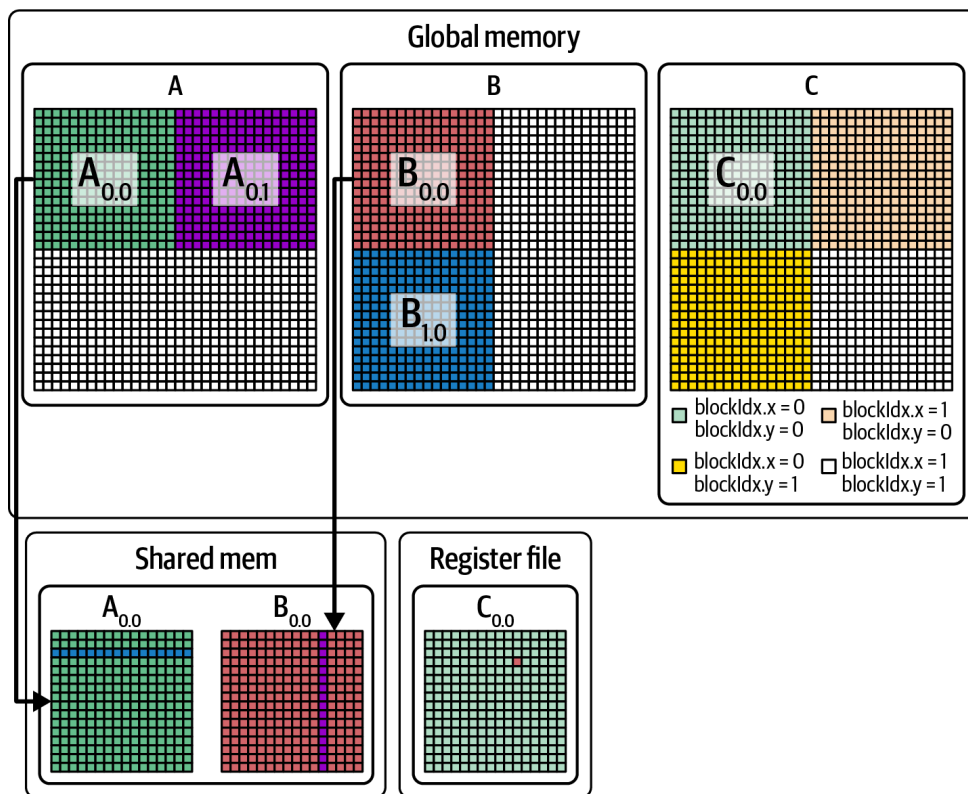 Global memory
A
B
C
A0.0
A0.1
B0.0
C0.0
B1.0
blockIdx.x = 0
blockIdx.y = 0
blockIdx.x = 1
blockIdx.y = 0
blockIdx.x = 0
blockIdx.y = 1
blockIdx.x = 1
blockIdx.y = 1
Shared mem
Register file
A0.0
B0.0
C0.0